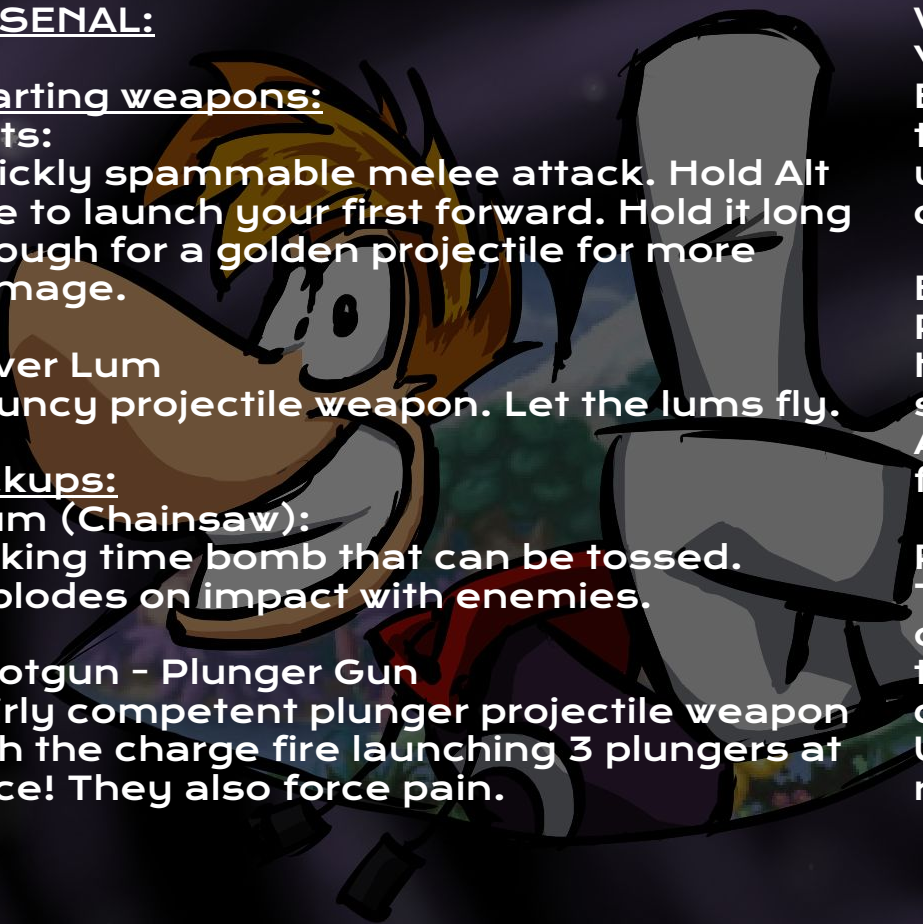 SENAL:
arting weapons:
ts:
ickly spammable melee attack. Hold Alt
e to launch your first forward. Hold it long
ough for a golden projectile for more
mage.
ver Lum
uncy projectile weapon. Let the lums fly.
kups:
um (Chainsaw):
king time bomb that can be tossed.
plodes on impact with enemies.
otgun - Plunger Gun
irly competent plunger projectile weapon
h the charge fire launching 3 plungers at
ce! They also force pain.